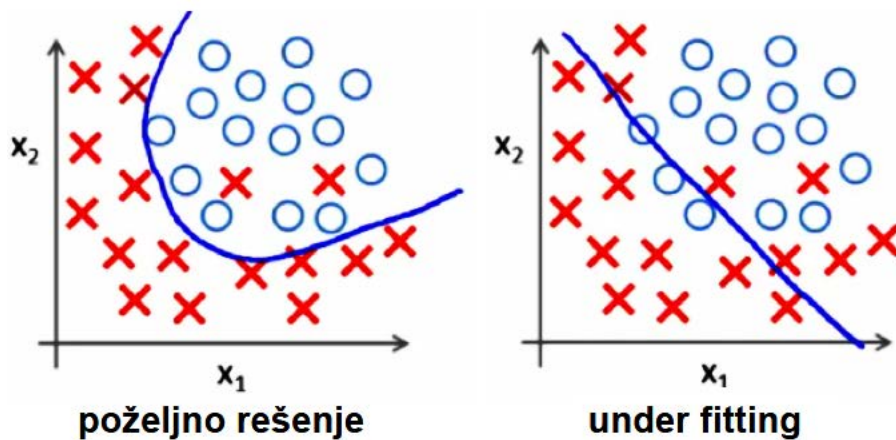 x₂
x₁
poželjno rešenje
x₂
x₁
under fitting